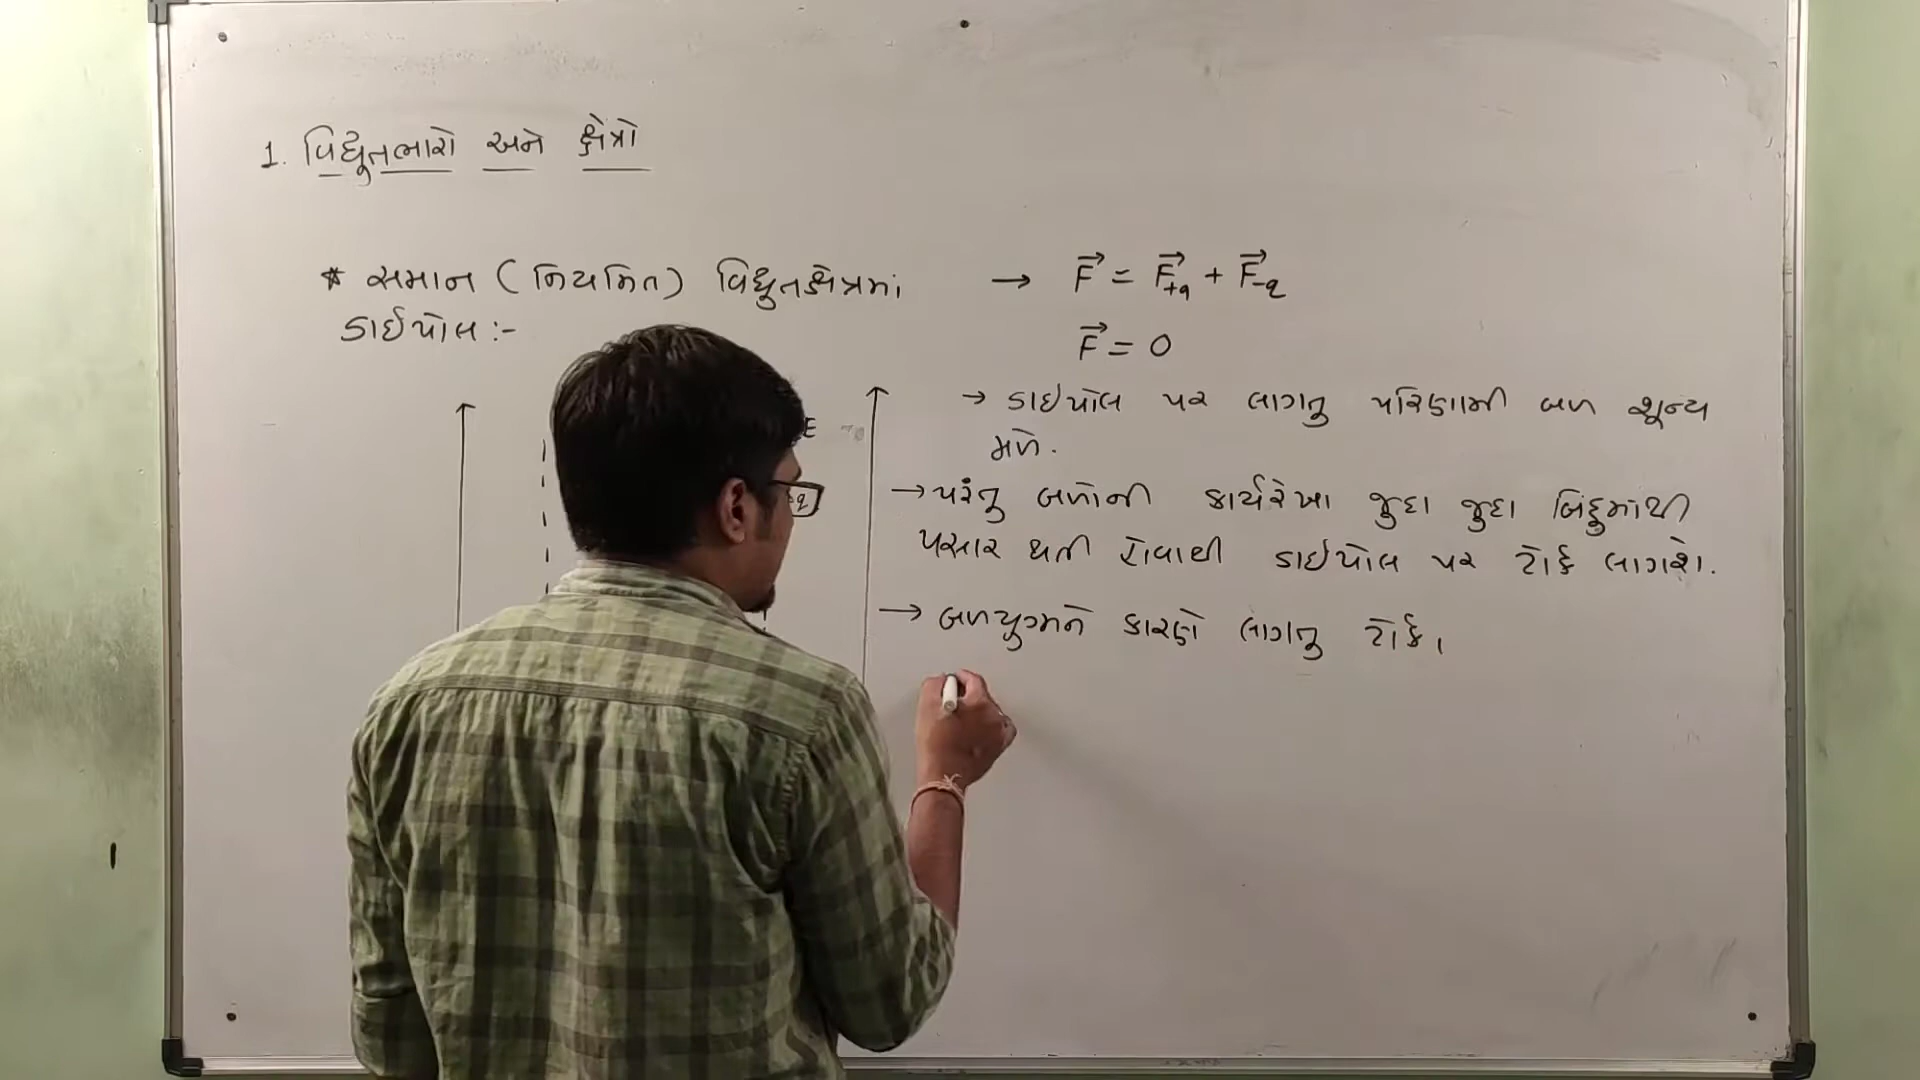 1. વિદ્યુતભારો અને ક્ષેત્રો
* સમાન (નિયમિત) વિદ્યુતક્ષેત્રમાં
ડાઈપોલ :-
E
q
→ F⃗ = F⃗₊q + F⃗₋q
F⃗ = 0
→ ડાઇપોલ પર લાગતુ પરિણામી બળ શૂન્ય
મળે.
→ પરંતુ બળોની કાર્યરેખા જુદા જુદા બિંદુમાંથી
પસાર થતી હોવાથી ડાઈપોલ પર ટોર્ક લાગશે.
→ બળયુગ્મને કારણે લાગતુ ટોર્ક,